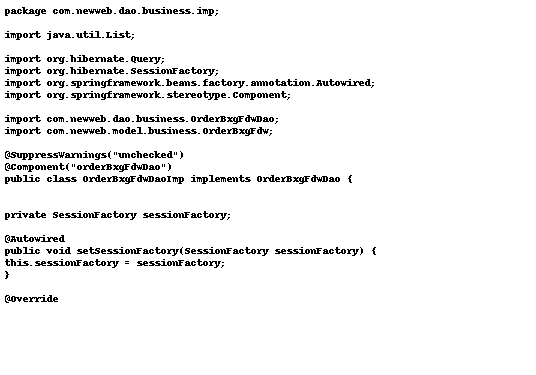 package com.newweb.dao.business.imp;
import java.util.List;
import org.hibernate.Query;
import org.hibernate.SessionFactory;
import org.springframework.beans.factory.annotation.Autowired;
import org.springframework.stereotype.Component;
import com.newweb.dao.business.OrderBxgFdwDao;
import com.newweb.model.business.OrderBxgFdw;
@SuppressWarnings("unchecked")
@Component("orderBxgFdwDao")
public class OrderBxgFdwDaoImp implements OrderBxgFdwDao {
private SessionFactory sessionFactory;
@Autowired
public void setSessionFactory(SessionFactory sessionFactory) {
this.sessionFactory = sessionFactory;
}
@Override